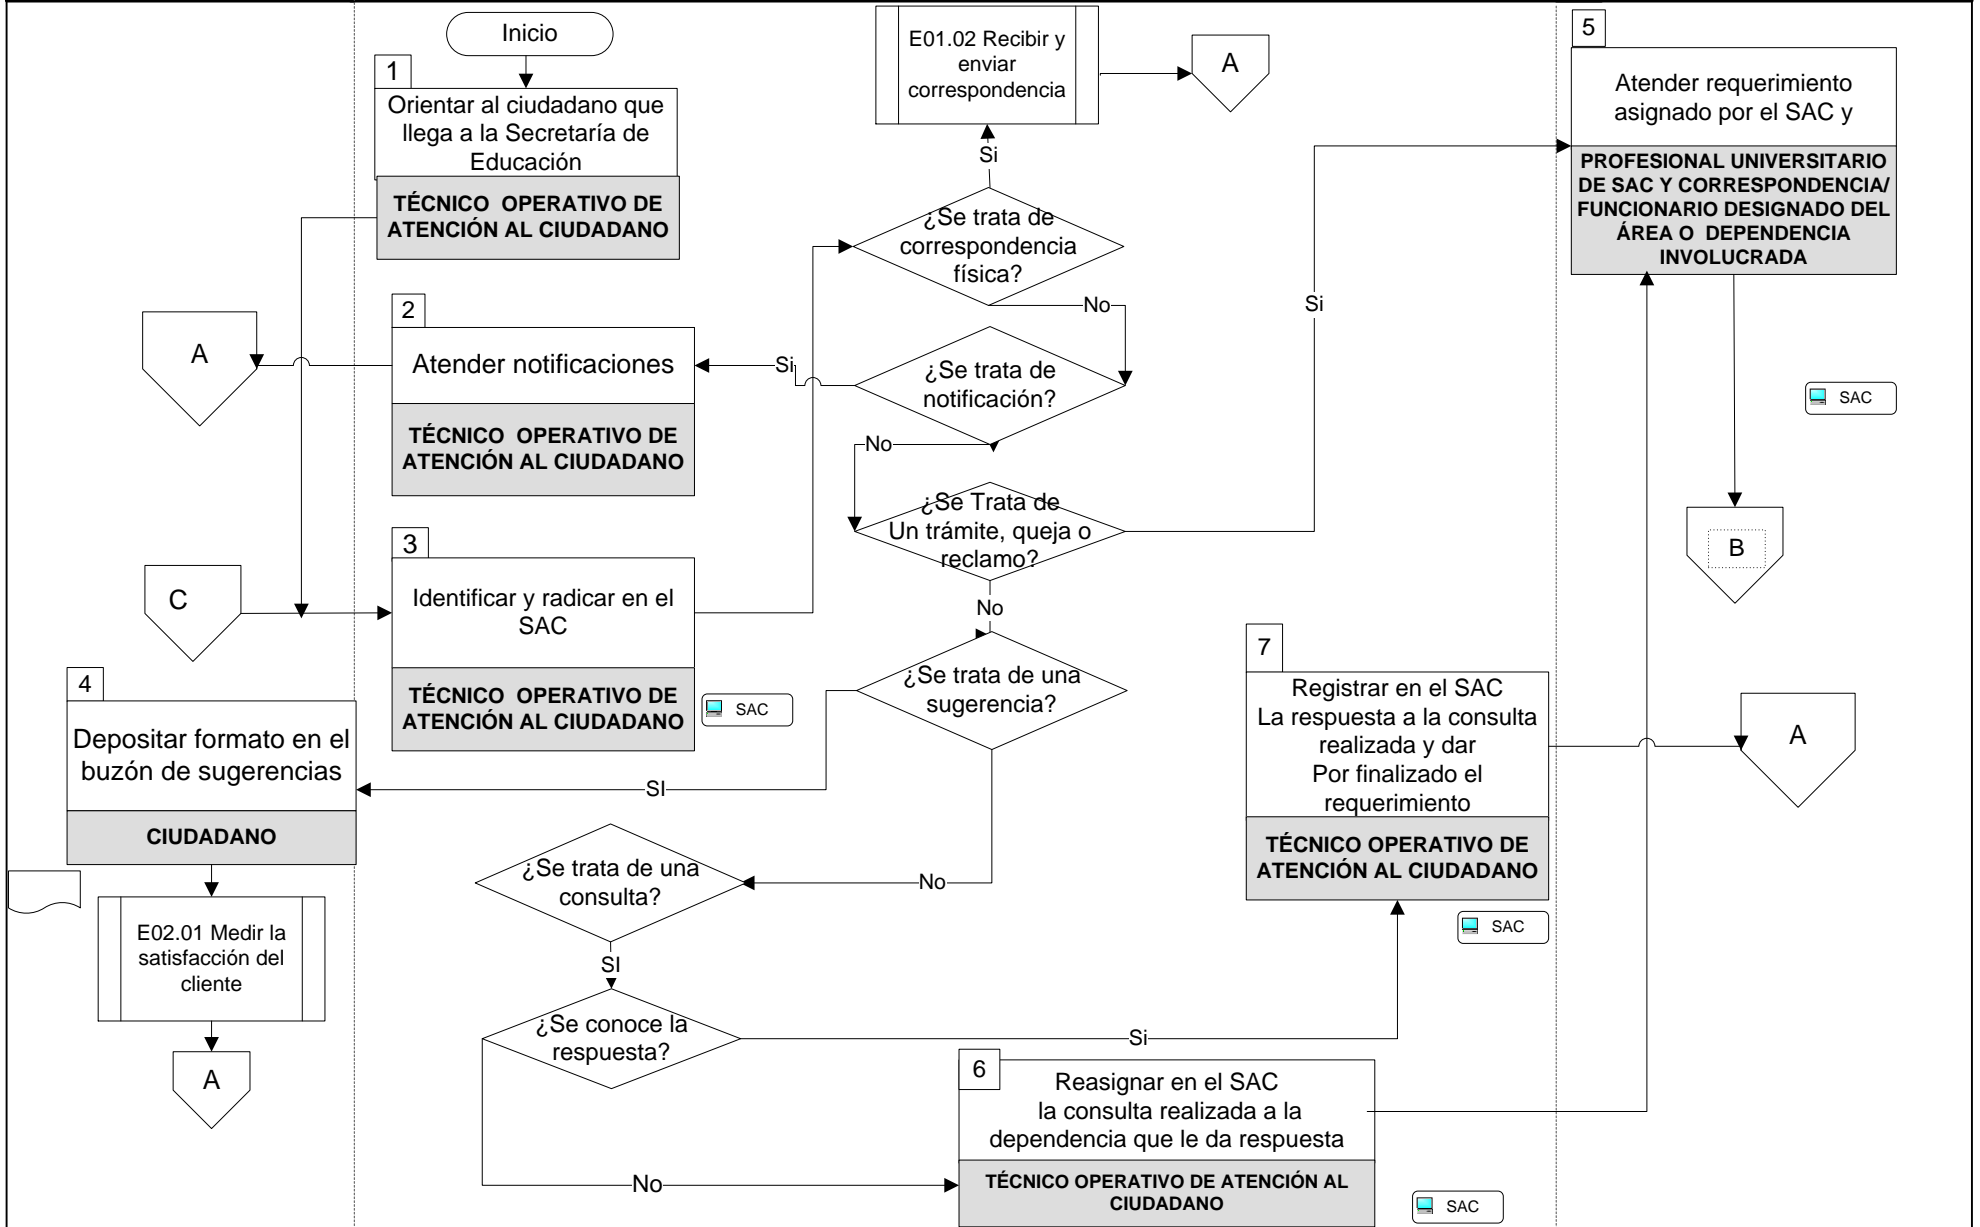 Inicio
1
Orientar al ciudadano que
llega a la Secretaría de
Educación
TÉCNICO OPERATIVO DE
ATENCIÓN AL CIUDADANO
E01.02 Recibir y
enviar
correspondencia
A
Si
¿Se trata de
correspondencia
física?
No
5
Atender requerimiento
asignado por el SAC y
PROFESIONAL UNIVERSITARIO
DE SAC Y CORRESPONDENCIA/
FUNCIONARIO DESIGNADO DEL
ÁREA O DEPENDENCIA
INVOLUCRADA
Si
A
2
Atender notificaciones
TÉCNICO OPERATIVO DE
ATENCIÓN AL CIUDADANO
Si
¿Se trata de
notificación?
No
SAC
¿Se Trata de
Un trámite, queja o
reclamo?
No
B
C
3
Identificar y radicar en el
SAC
TÉCNICO OPERATIVO DE
ATENCIÓN AL CIUDADANO
SAC
¿Se trata de una
sugerencia?
SI
No
4
Depositar formato en el
buzón de sugerencias
CIUDADANO
E02.01 Medir la
satisfacción del
cliente
A
7
Registrar en el SAC
La respuesta a la consulta
realizada y dar
Por finalizado el
requerimiento
TÉCNICO OPERATIVO DE
ATENCIÓN AL CIUDADANO
SAC
A
¿Se trata de una
consulta?
SI
¿Se conoce la
respuesta?
Si
No
6
Reasignar en el SAC
la consulta realizada a la
dependencia que le da respuesta
TÉCNICO OPERATIVO DE ATENCIÓN AL
CIUDADANO
SAC